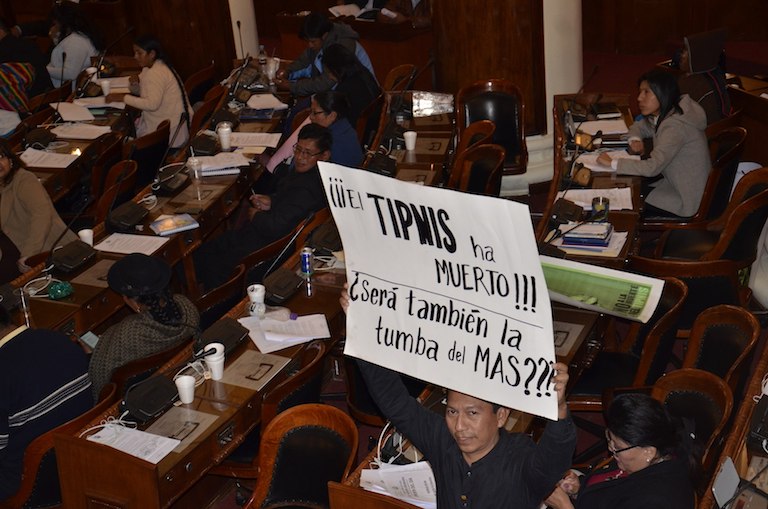 ¡¡¡El TIPNIS ha
MUERTO!!!
¿Será también la
tumba del MAS???